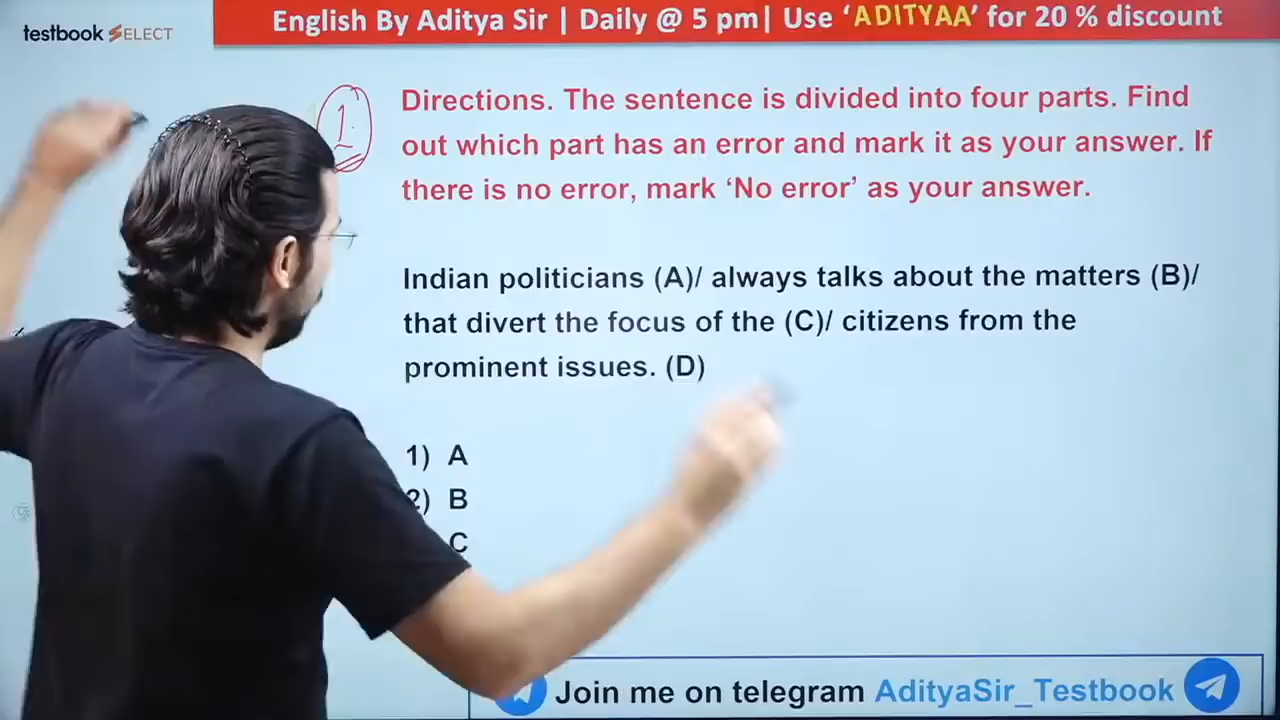 testbook SELECT
English By Aditya Sir | Daily @ 5 pm| Use ‘ADITYAA’ for 20 % discount
1.
Directions. The sentence is divided into four parts. Find
out which part has an error and mark it as your answer. If
there is no error, mark ‘No error’ as your answer.
Indian politicians (A)/ always talks about the matters (B)/
that divert the focus of the (C)/ citizens from the
prominent issues. (D)
1) A
2) B
C
Join me on telegram AdityaSir_Testbook